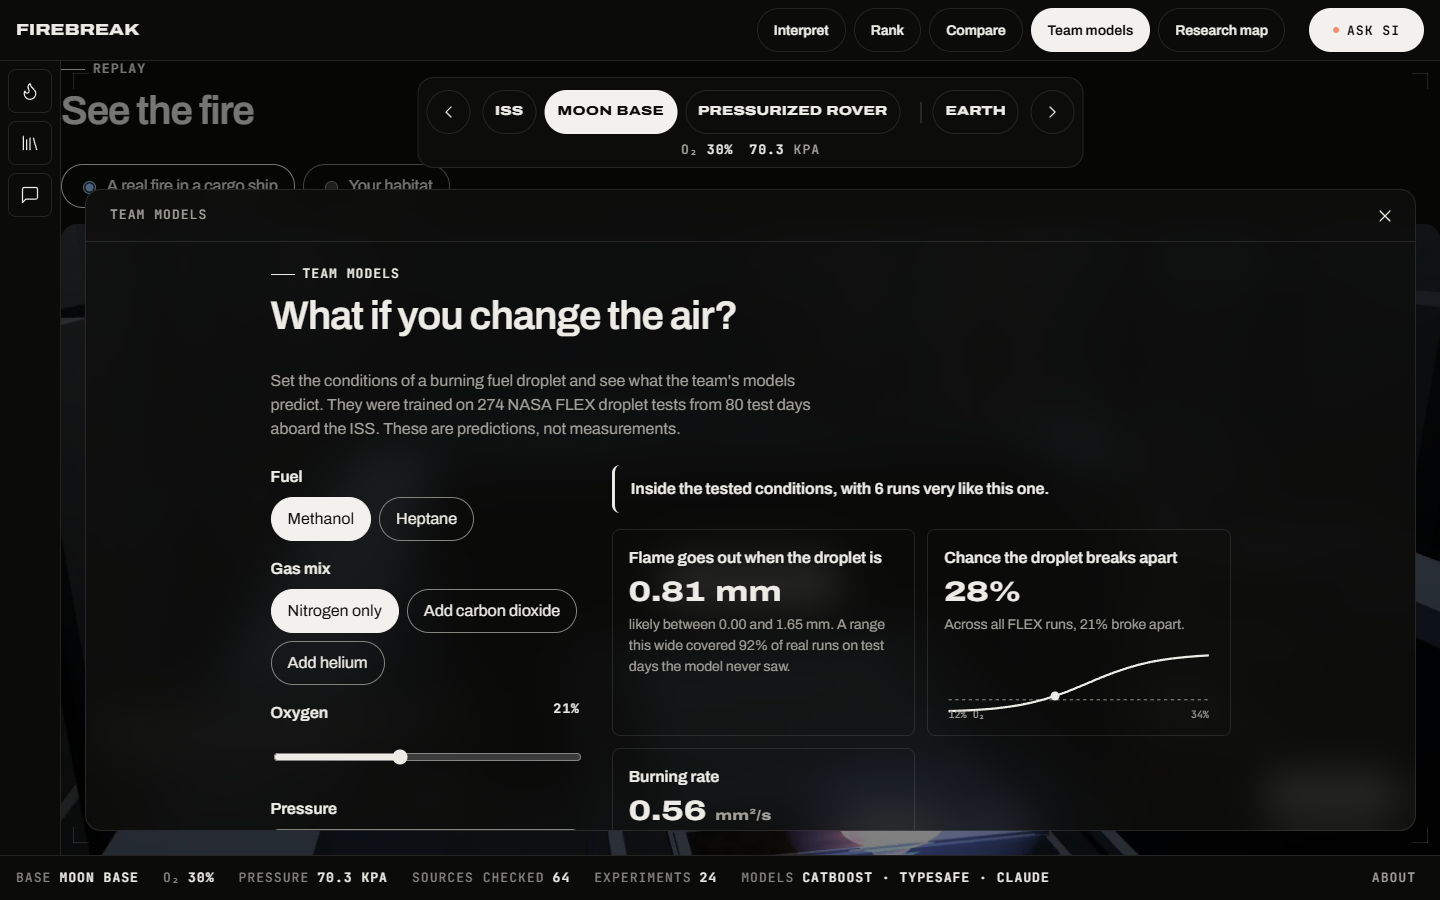 FIREBREAK
Interpret
Rank
Compare
Team models
Research map
ASK SI
REPLAY
See the fire
ISS
MOON BASE
PRESSURIZED ROVER
EARTH
O₂ 30% 70.3 KPA
A real fire in a cargo ship
Your habitat
TEAM MODELS
TEAM MODELS
What if you change the air?
Set the conditions of a burning fuel droplet and see what the team's models
predict. They were trained on 274 NASA FLEX droplet tests from 80 test days
aboard the ISS. These are predictions, not measurements.
Fuel
Methanol
Heptane
Gas mix
Nitrogen only
Add carbon dioxide
Add helium
Oxygen
21%
Pressure
Inside the tested conditions, with 6 runs very like this one.
Flame goes out when the droplet is
0.81 mm
likely between 0.00 and 1.65 mm. A range
this wide covered 92% of real runs on test
days the model never saw.
Chance the droplet breaks apart
28%
Across all FLEX runs, 21% broke apart.
12% O₂
34%
Burning rate
0.56 mm²/s
BASE MOON BASE
O₂ 30%
PRESSURE 70.3 KPA
SOURCES CHECKED 64
EXPERIMENTS 24
MODELS CATBOOST · TYPESAFE · CLAUDE
ABOUT